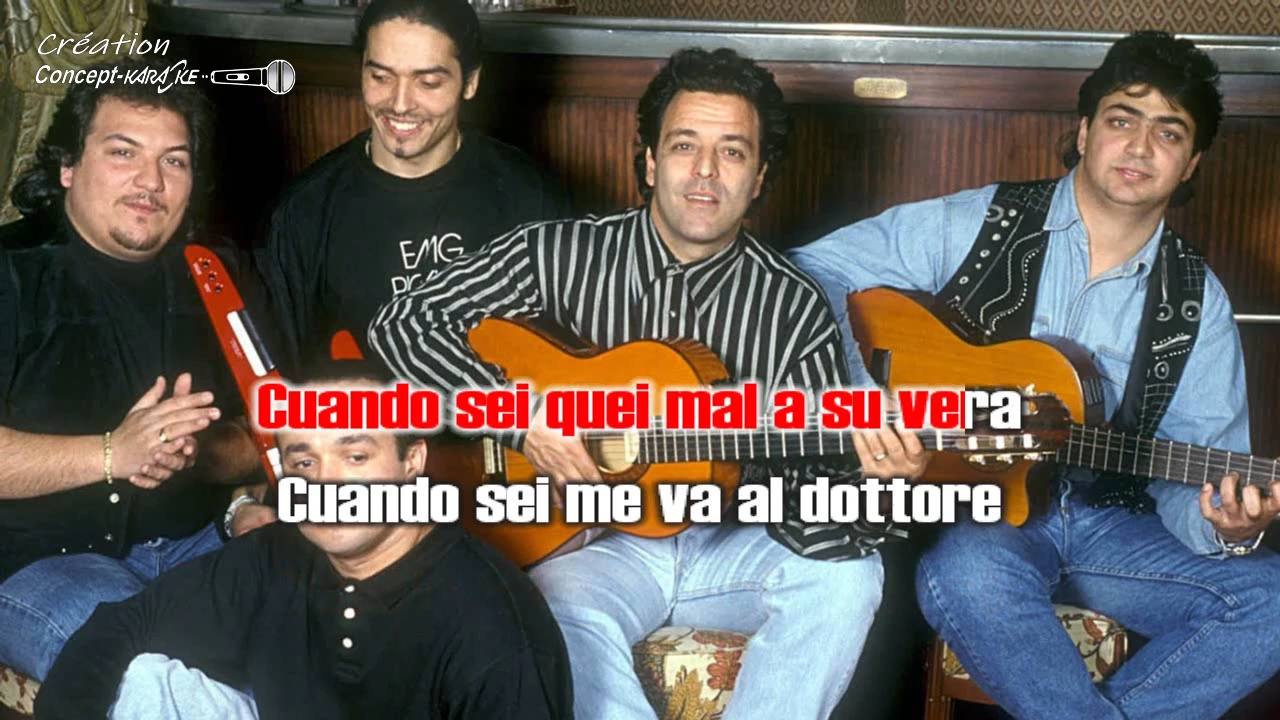 Création
Concept-KARAOKE
EMG
Cuando sei quei mal a su vera
Cuando sei me va al dottore